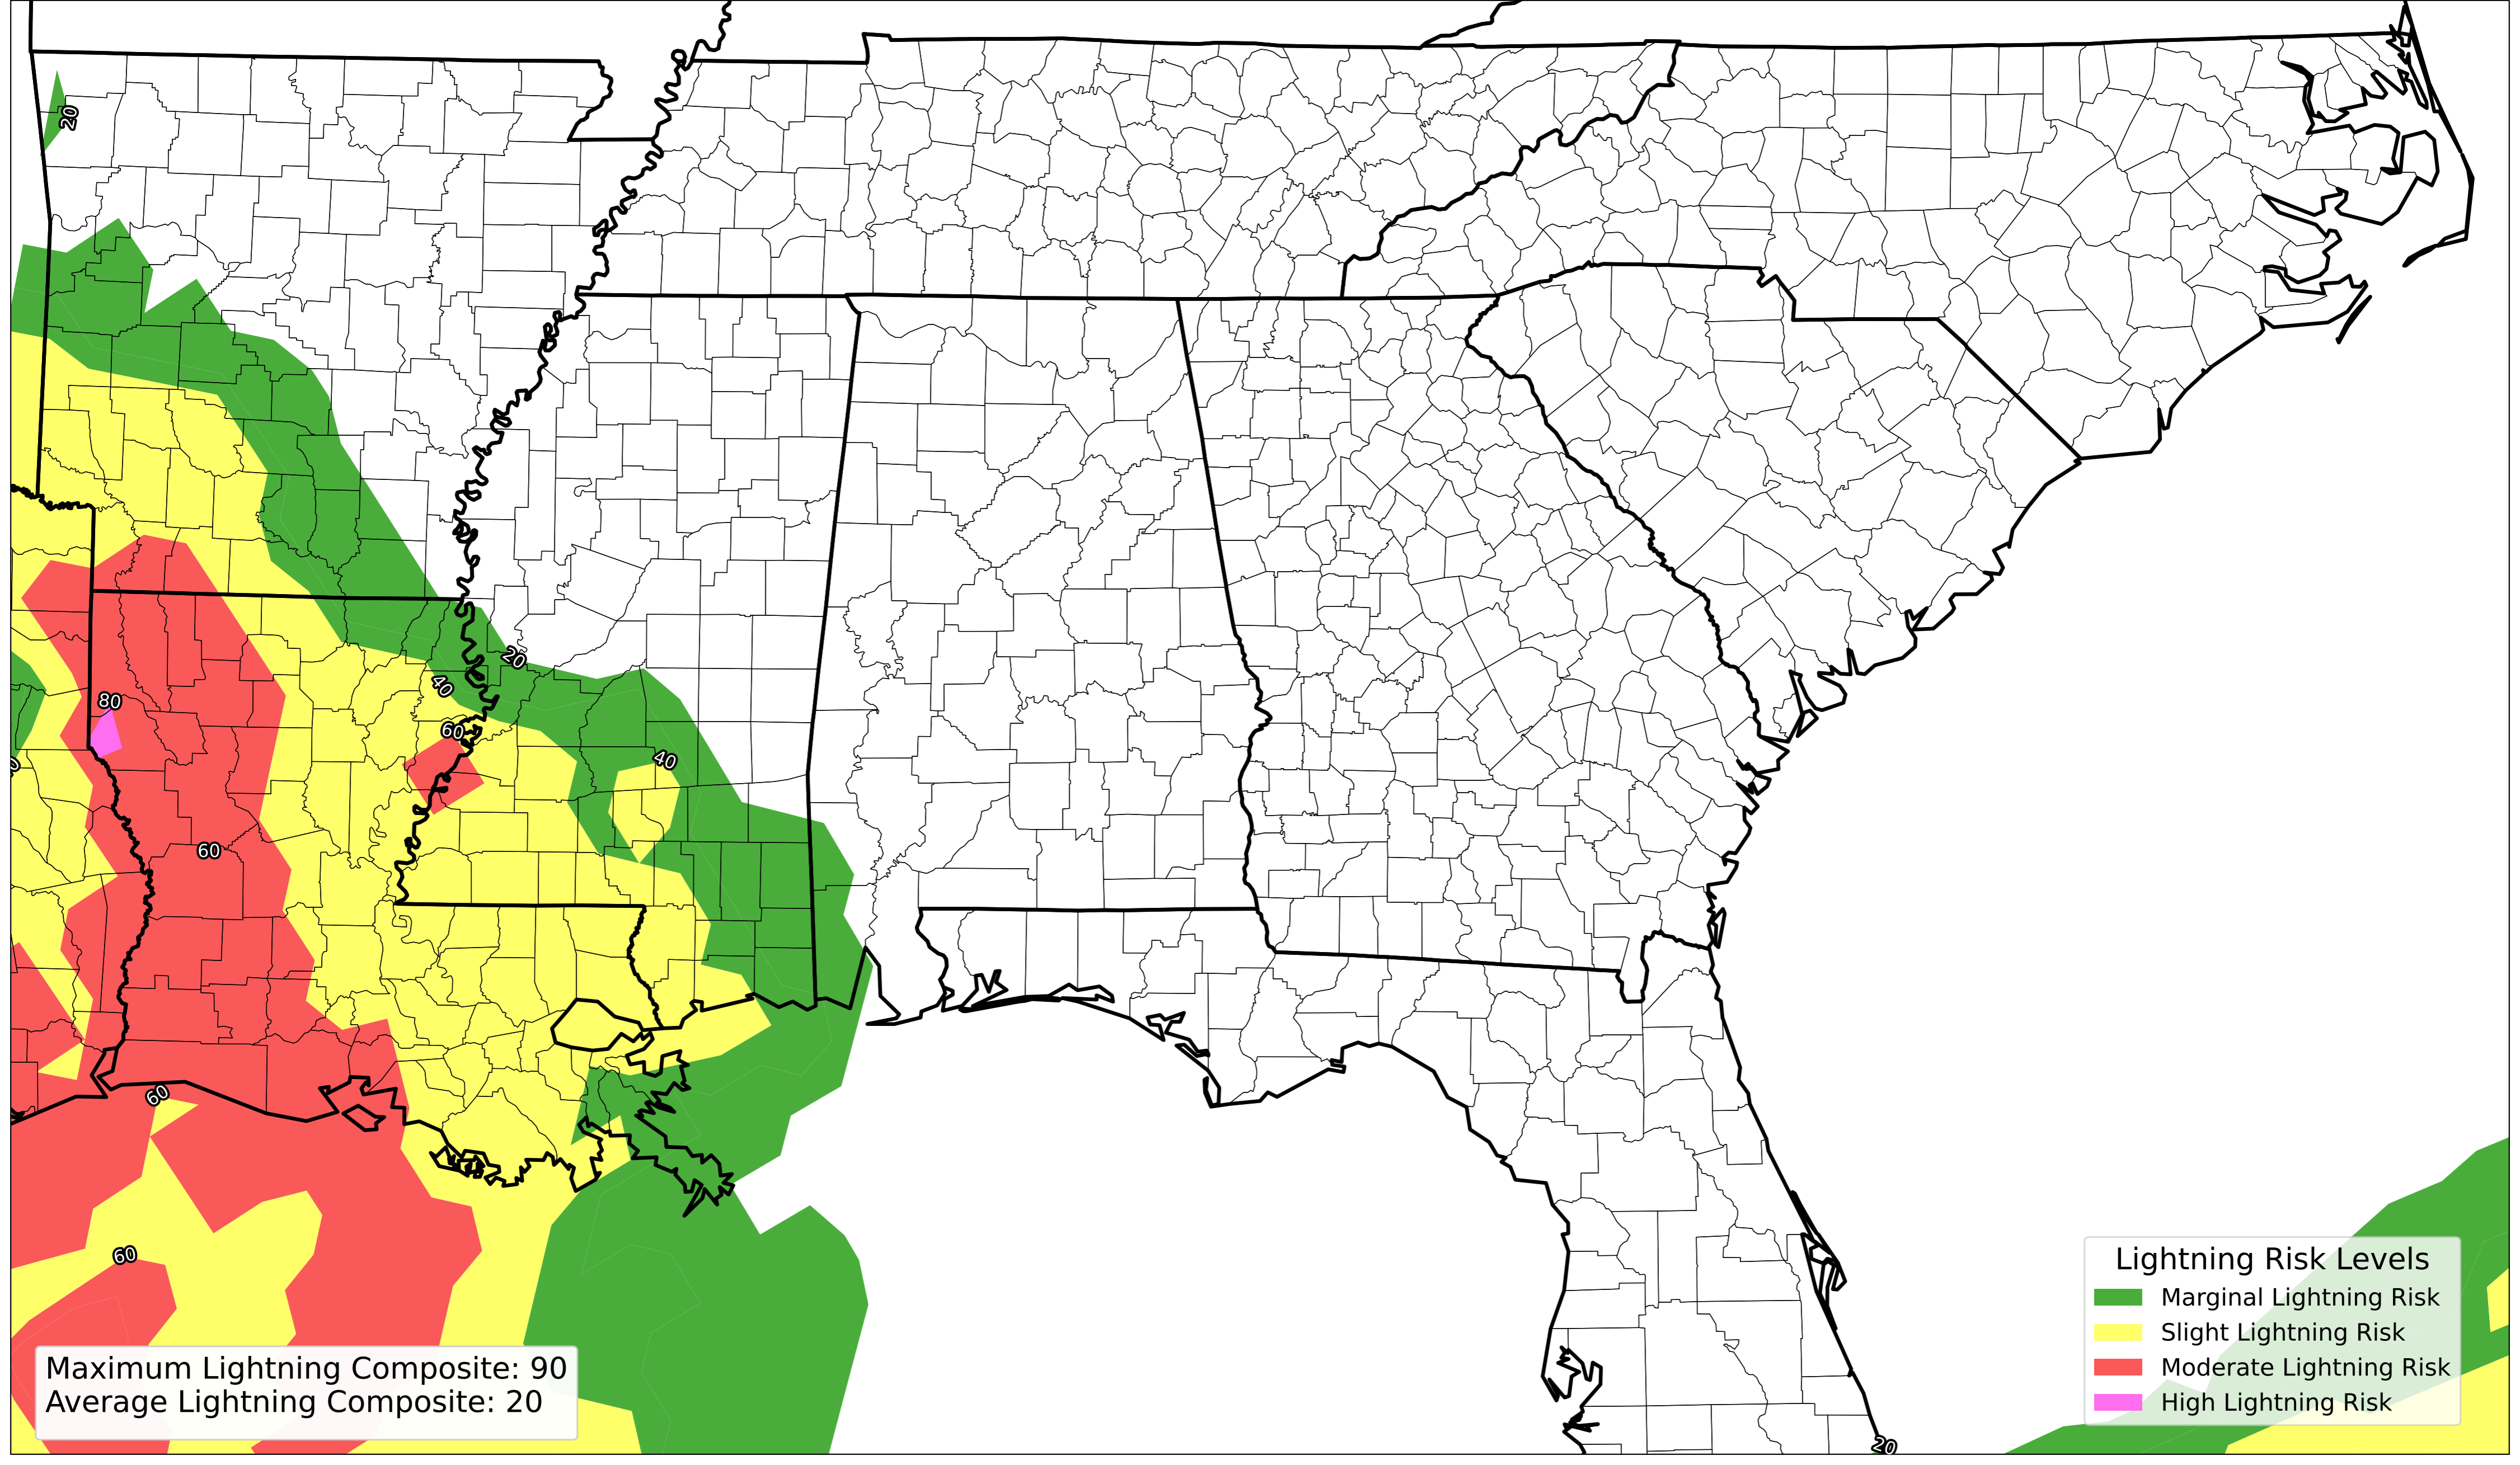 20
20
40
80
60
40
60
60
60
Lightning Risk Levels
Marginal Lightning Risk
Slight Lightning Risk
Moderate Lightning Risk
High Lightning Risk
Maximum Lightning Composite: 90
Average Lightning Composite: 20
20